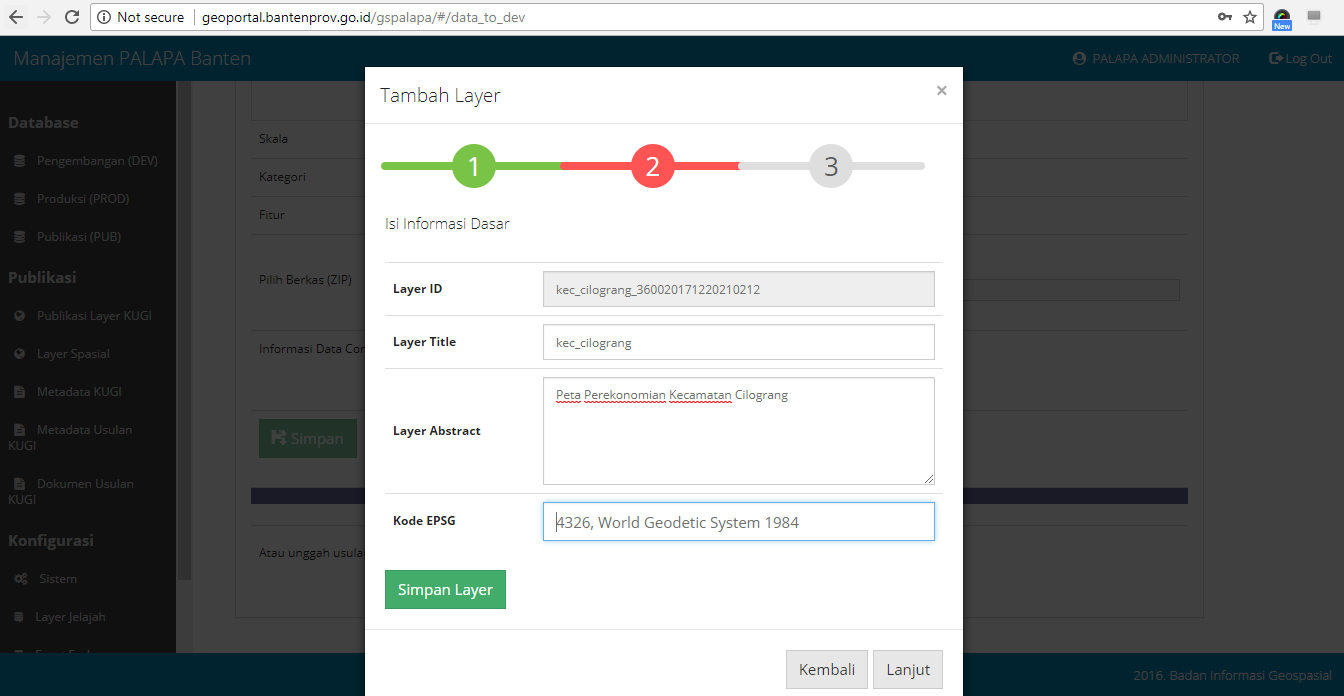 Not secure geoportal.bantenprov.go.id/gspalapa/#/data_to_dev
New
Manajemen PALAPA Banten
PALAPA ADMINISTRATOR
Log Out
Database
Pengembangan (DEV)
Produksi (PROD)
Publikasi (PUB)
Publikasi
Publikasi Layer KUGI
Layer Spasial
Metadata KUGI
Metadata Usulan
KUGI
Dokumen Usulan
KUGI
Konfigurasi
Sistem
Layer Jelajah
Skala
Kategori
Fitur
Pilih Berkas (ZIP)
Informasi Data Con
Simpan
Atau unggah usula
Tambah Layer
×
1
2
3
Isi Informasi Dasar
Layer ID
kec_cilograng_360020171220210212
Layer Title
kec_cilograng
Layer Abstract
Peta Perekonomian Kecamatan Cilograng
Kode EPSG
4326, World Geodetic System 1984
Simpan Layer
Kembali
Lanjut
2016. Badan Informasi Geospasial